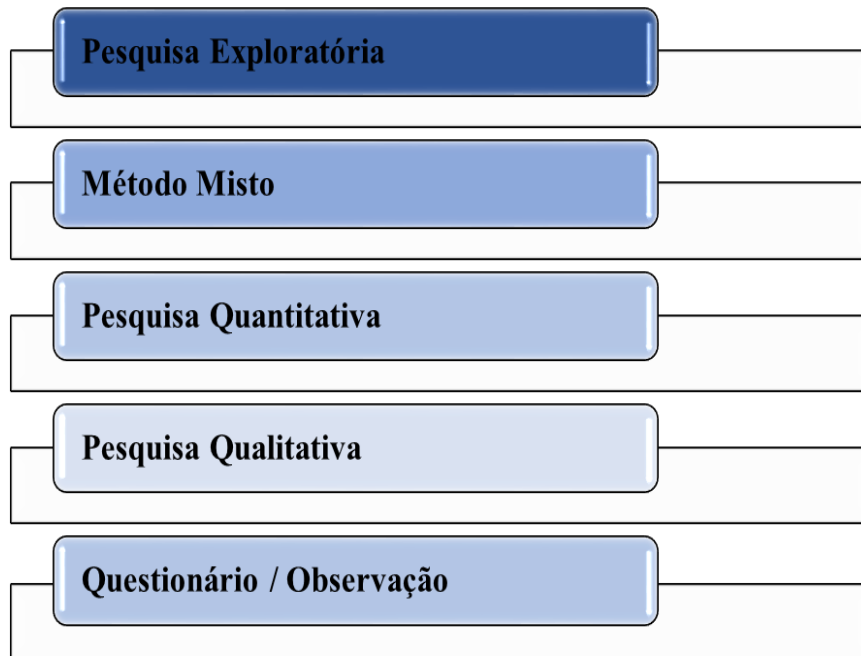 Pesquisa Exploratória
Método Misto
Pesquisa Quantitativa
Pesquisa Qualitativa
Questionário / Observação